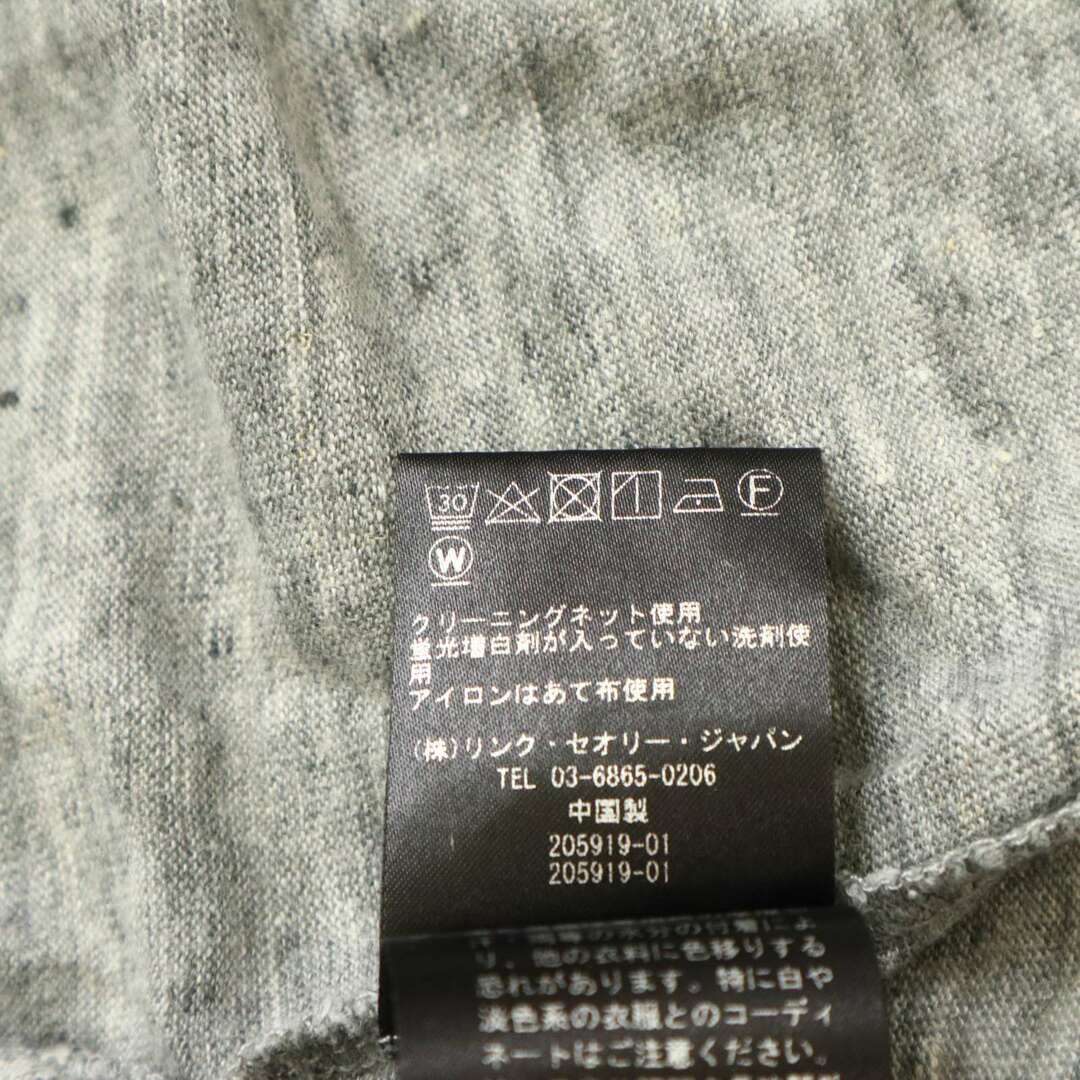 30 F
W
クリーニングネット使用
蛍光増白剤が入っていない洗剤使
用
アイロンはあて布使用
(株)リンク・セオリー・ジャパン
TEL 03-6865-0206
中国製
205919-01
205919-01
り、他の衣料に色移りする
恐れがあります。特に白や
淡色系の衣服とのコーディ
ネートはご注意ください。